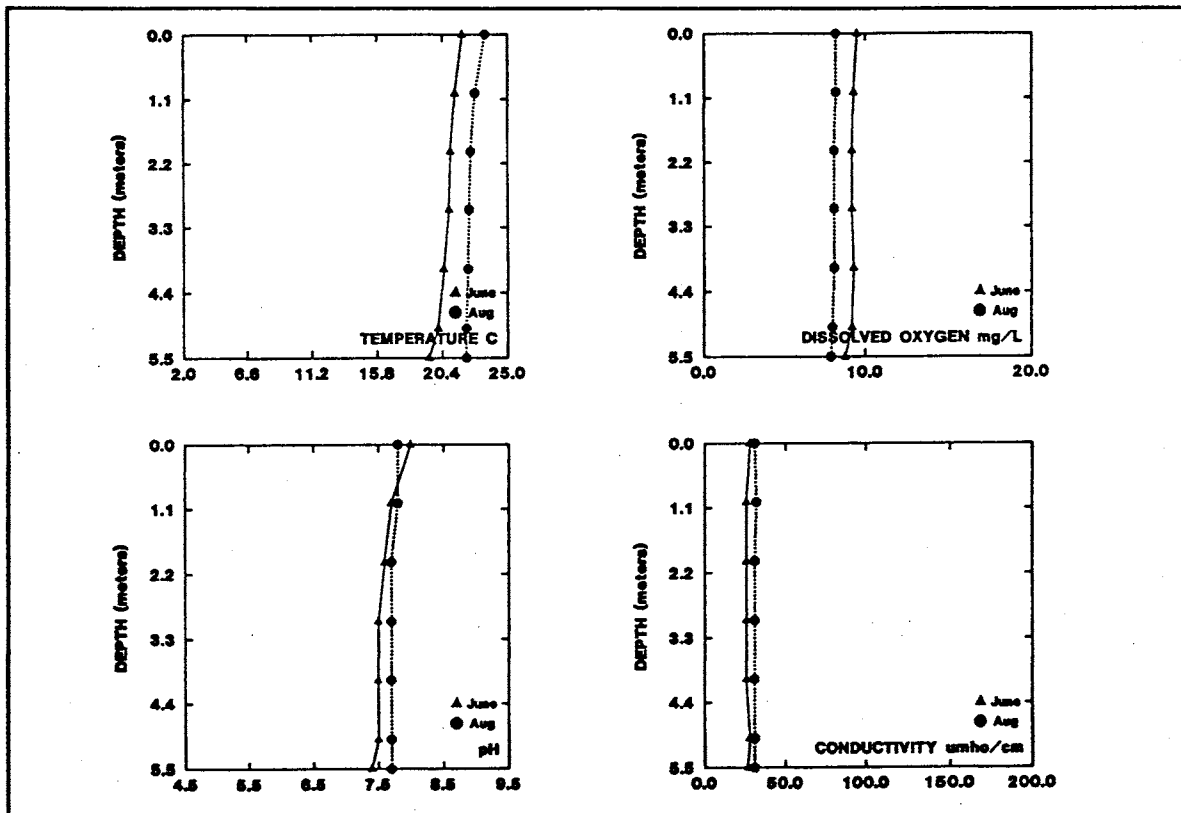 0.0
1.1
2.2
3.3
4.4
5.5
DEPTH (meters)
June
Aug
TEMPERATURE C
2.0 6.6 11.2 15.8 20.4 25.0
0.0
1.1
2.2
3.3
4.4
5.5
DEPTH (meters)
June
Aug
DISSOLVED OXYGEN mg/L
0.0 10.0 20.0
0.0
1.1
2.2
3.3
4.4
5.5
DEPTH (meters)
June
Aug
pH
4.5 5.5 6.5 7.5 8.5 9.5
0.0
1.1
2.2
3.3
4.4
5.5
DEPTH (meters)
June
Aug
CONDUCTIVITY umho/cm
0.0 50.0 100.0 150.0 200.0